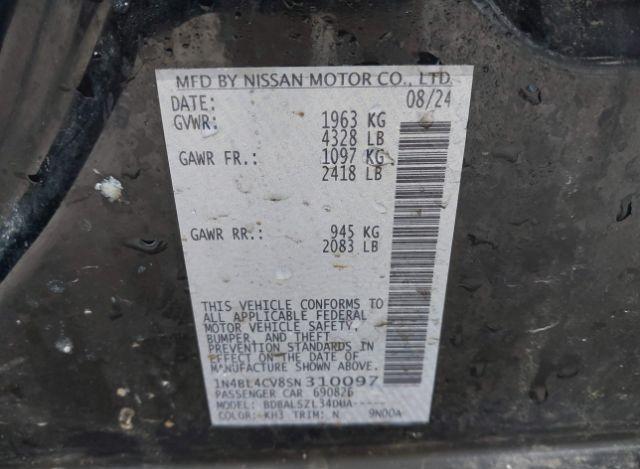 MFD BY NISSAN MOTOR CO., LTD.
DATE: 08/24
GVWR: 1963 KG
4328 LB
GAWR FR.: 1097 KG
2418 LB
GAWR RR.: 945 KG
2083 LB
THIS VEHICLE CONFORMS TO
ALL APPLICABLE FEDERAL
MOTOR VEHICLE SAFETY,
BUMPER, AND THEFT
PREVENTION STANDARDS IN
EFFECT ON THE DATE OF
MANUFACTURE SHOWN ABOVE.
1N4BL4CV8SN310097
PASSENGER CAR 690826
MODEL: BDBALSZL34DUA-----
COLOR: KH3 TRIM: N 9N00A